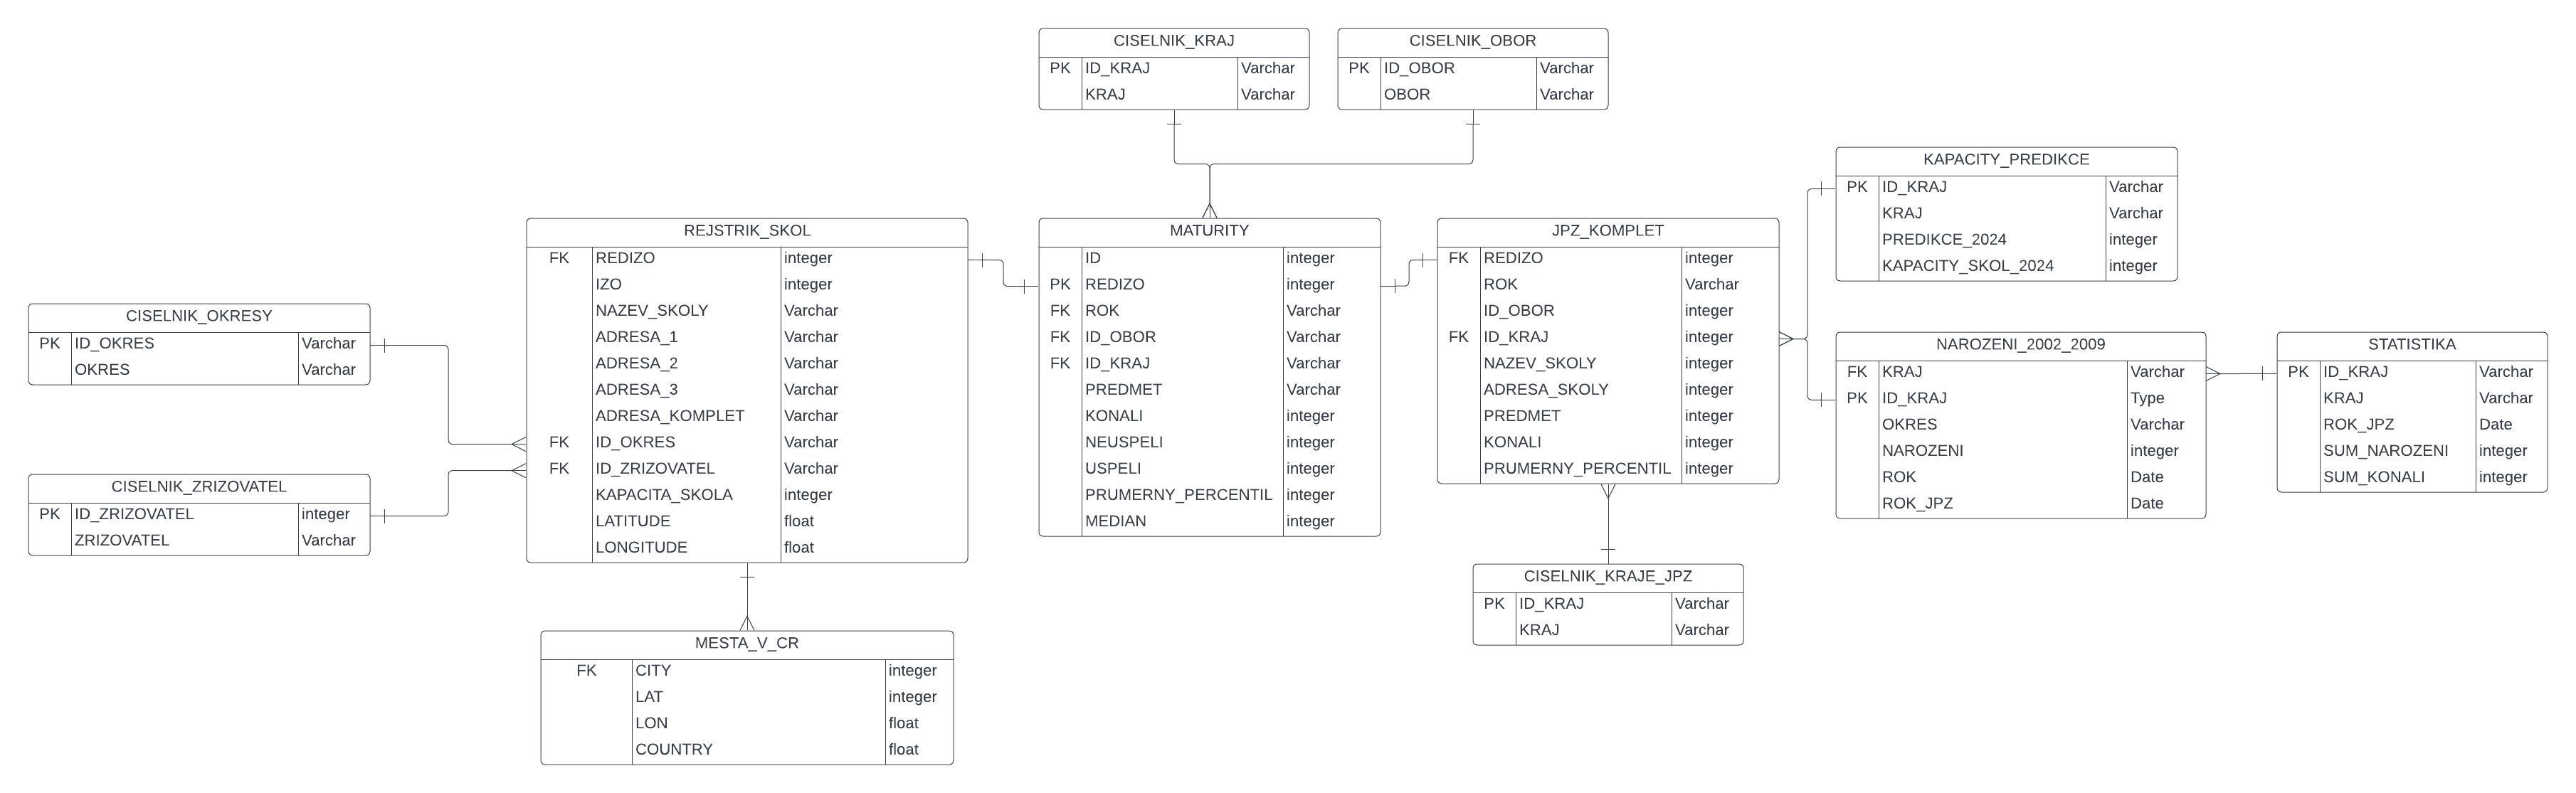 CISELNIK_KRAJ
PK ID_KRAJ Varchar
KRAJ Varchar
CISELNIK_OBOR
PK ID_OBOR Varchar
OBOR Varchar
KAPACITY_PREDIKCE
PK ID_KRAJ Varchar
KRAJ Varchar
PREDIKCE_2024 integer
KAPACITY_SKOL_2024 integer
REJSTRIK_SKOL
FK REDIZO integer
IZO integer
NAZEV_SKOLY Varchar
ADRESA_1 Varchar
ADRESA_2 Varchar
ADRESA_3 Varchar
ADRESA_KOMPLET Varchar
FK ID_OKRES Varchar
FK ID_ZRIZOVATEL Varchar
KAPACITA_SKOLA integer
LATITUDE float
LONGITUDE float
MATURITY
ID integer
PK REDIZO integer
FK ROK Varchar
FK ID_OBOR Varchar
FK ID_KRAJ Varchar
PREDMET Varchar
KONALI integer
NEUSPELI integer
USPELI integer
PRUMERNY_PERCENTIL integer
MEDIAN integer
JPZ_KOMPLET
FK REDIZO integer
ROK Varchar
ID_OBOR integer
FK ID_KRAJ integer
NAZEV_SKOLY integer
ADRESA_SKOLY integer
PREDMET integer
KONALI integer
PRUMERNY_PERCENTIL integer
CISELNIK_OKRESY
PK ID_OKRES Varchar
OKRES Varchar
NAROZENI_2002_2009
FK KRAJ Varchar
PK ID_KRAJ Type
OKRES Varchar
NAROZENI integer
ROK Date
ROK_JPZ Date
STATISTIKA
PK ID_KRAJ Varchar
KRAJ Varchar
ROK_JPZ Date
SUM_NAROZENI integer
SUM_KONALI integer
CISELNIK_ZRIZOVATEL
PK ID_ZRIZOVATEL integer
ZRIZOVATEL Varchar
CISELNIK_KRAJE_JPZ
PK ID_KRAJ Varchar
KRAJ Varchar
MESTA_V_CR
FK CITY integer
LAT integer
LON float
COUNTRY float